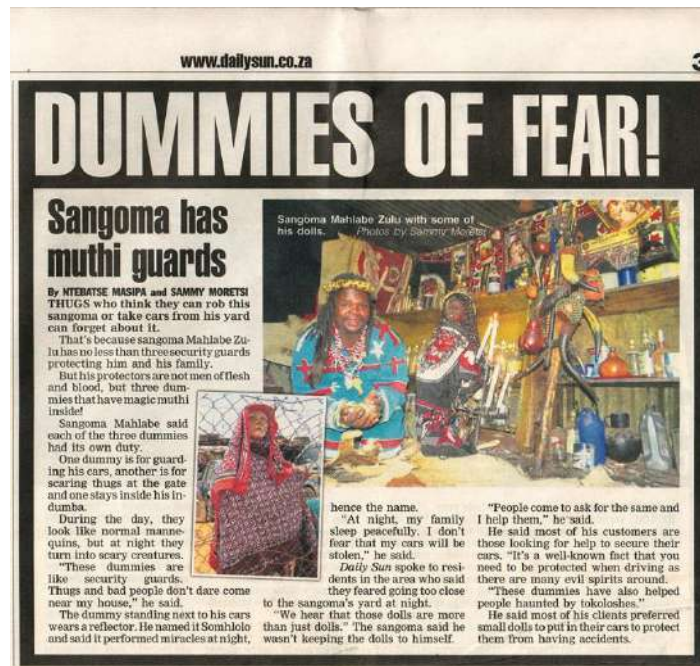 www.dailysun.co.za
3
DUMMIES OF FEAR!
Sangoma has
muthi guards
By NTEBATSE MASIPA and SAMMY MORETSI
THUGS who think they can rob this
sangoma or take cars from his yard
can forget about it.
That's because sangoma Mahlabe Zu-
lu has no less than three security guards
protecting him and his family.
But his protectors are not men of flesh
and blood, but three dum-
mies that have magic muthi
inside!
Sangoma Mahlabe said
each of the three dummies
had its own duty.
One dummy is for guard-
ing his cars, another is for
scaring thugs at the gate
and one stays inside his in-
dumba.
During the day, they
look like normal manne-
quins, but at night they
turn into scary creatures.
"These dummies are
like security guards.
Thugs and bad people don't dare come
near my house," he said.
The dummy standing next to his cars
wears a reflector. He named it Somhlolo
and said it performed miracles at night,
Sangoma Mahlabe Zulu with some of
his dolls. Photos by Sammy Moretsi
hence the name.
"At night, my family
sleep peacefully. I don't
fear that my cars will be
stolen," he said.
Daily Sun spoke to resi-
dents in the area who said
they feared going too close
to the sangoma's yard at night.
"We hear that those dolls are more
than just dolls." The sangoma said he
wasn't keeping the dolls to himself.
"People come to ask for the same and
I help them," he said.
He said most of his customers are
those looking for help to secure their
cars. "It's a well-known fact that you
need to be protected when driving as
there are many evil spirits around.
"These dummies have also helped
people haunted by tokoloshes."
He said most of his clients preferred
small dolls to put in their cars to protect
them from having accidents.